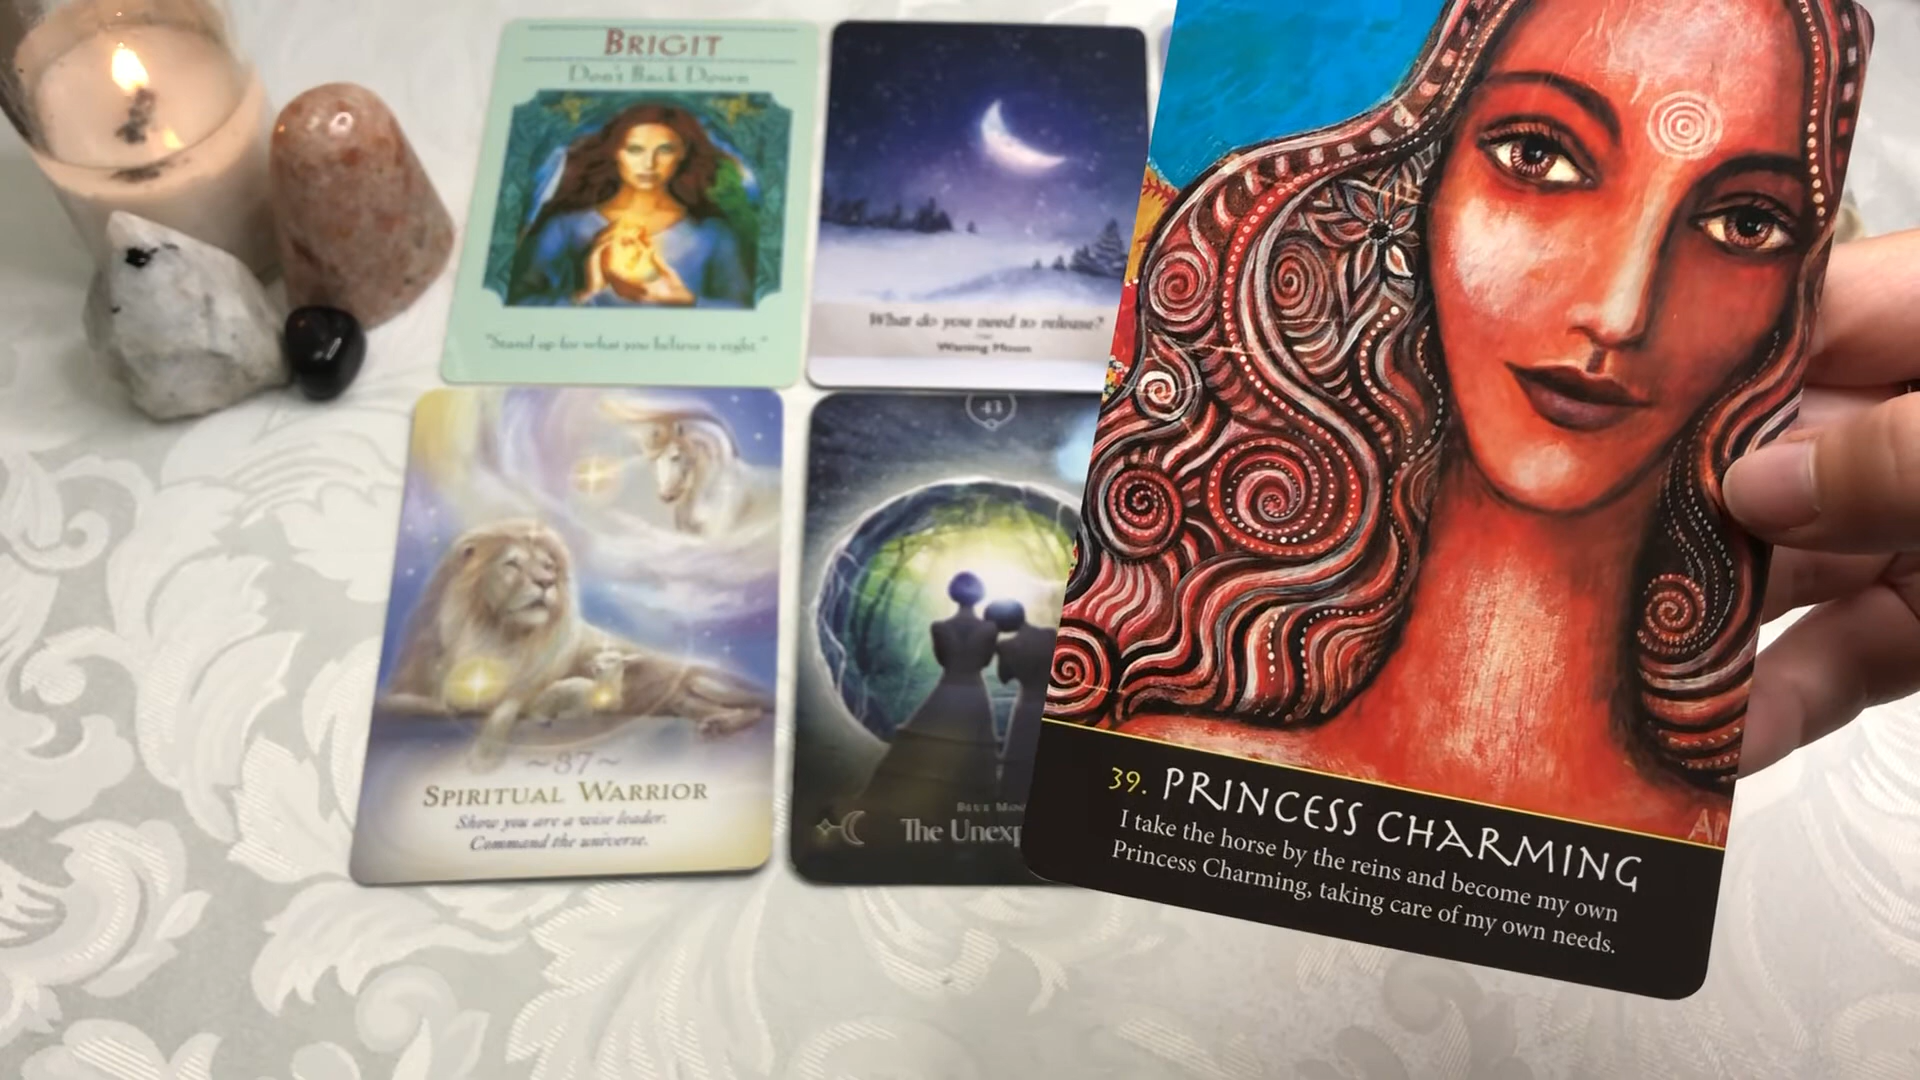 BRIGIT
Don't Back Down
"Stand up for what you believe is right."
What do you need to release?
Waning Moon
~37~
SPIRITUAL WARRIOR
Show you are a wise leader.
Command the universe.
43
BLUE
The
39. PRINCESS CHARMING
I take the horse by the reins and become my own
Princess Charming, taking care of my own needs.